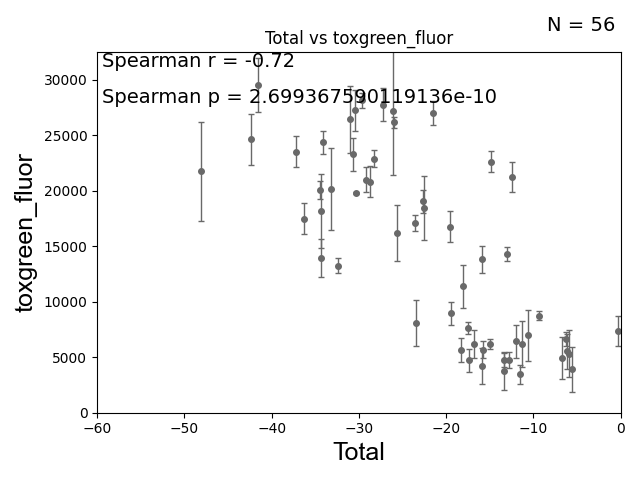 N = 56
Total vs toxgreen_fluor
Spearman r = -0.72
Spearman p = 2.699367590119136e-10
30000
25000
20000
15000
10000
5000
0
toxgreen_fluor
−60 −50 −40 −30 −20 −10 0
Total